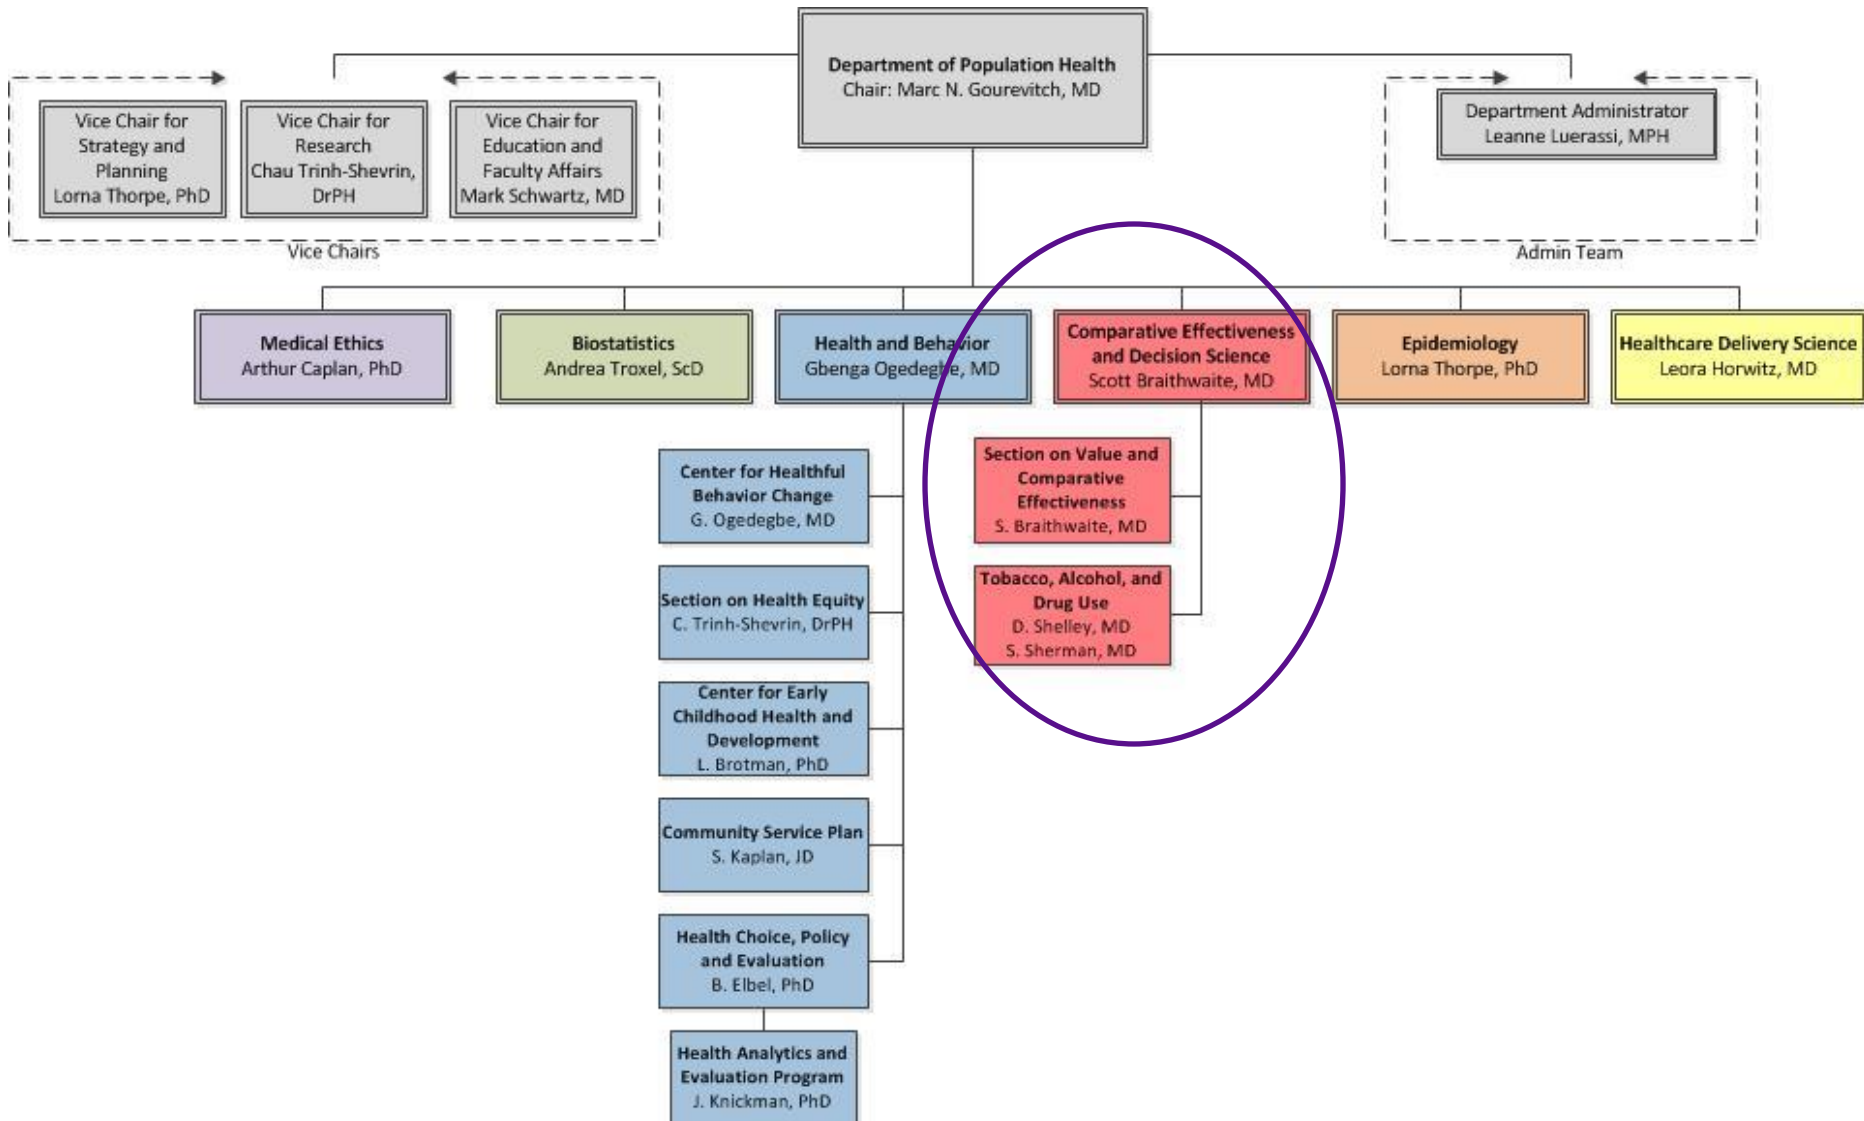 Department of Population Health
Chair: Marc N. Gourevitch, MD
Vice Chair for
Strategy and
Planning
Lorna Thorpe, PhD
Vice Chair for
Research
Chau Trinh-Shevrin,
DrPH
Vice Chair for
Education and
Faculty Affairs
Mark Schwartz, MD
Vice Chairs
Department Administrator
Leanne Luerassi, MPH
Admin Team
Medical Ethics
Arthur Caplan, PhD
Biostatistics
Andrea Troxel, ScD
Health and Behavior
Gbenga Ogedegbe, MD
Comparative Effectiveness
and Decision Science
Scott Braithwaite, MD
Epidemiology
Lorna Thorpe, PhD
Healthcare Delivery Science
Leora Horwitz, MD
Center for Healthful
Behavior Change
G. Ogedegbe, MD
Section on Health Equity
C. Trinh-Shevrin, DrPH
Center for Early
Childhood Health and
Development
L. Brotman, PhD
Community Service Plan
S. Kaplan, JD
Health Choice, Policy
and Evaluation
B. Elbel, PhD
Health Analytics and
Evaluation Program
J. Knickman, PhD
Section on Value and
Comparative
Effectiveness
S. Braithwaite, MD
Tobacco, Alcohol, and
Drug Use
D. Shelley, MD
S. Sherman, MD